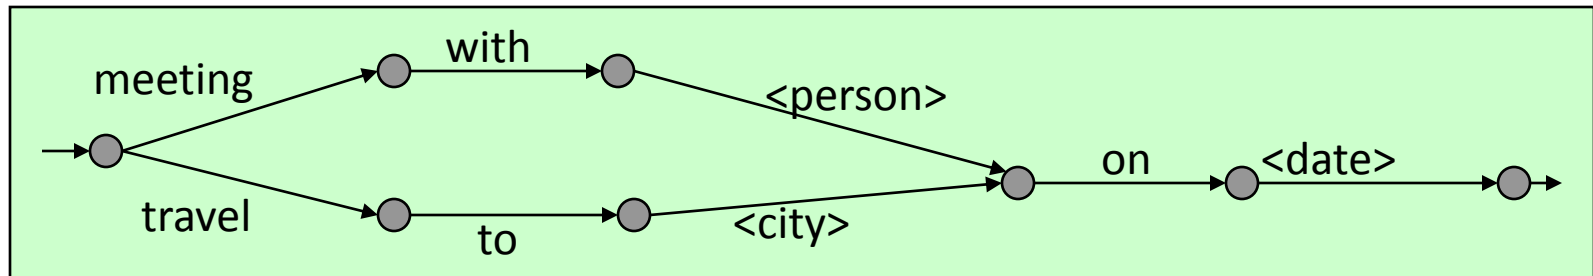 meeting
with
<person>
on
<date>
travel
to
<city>